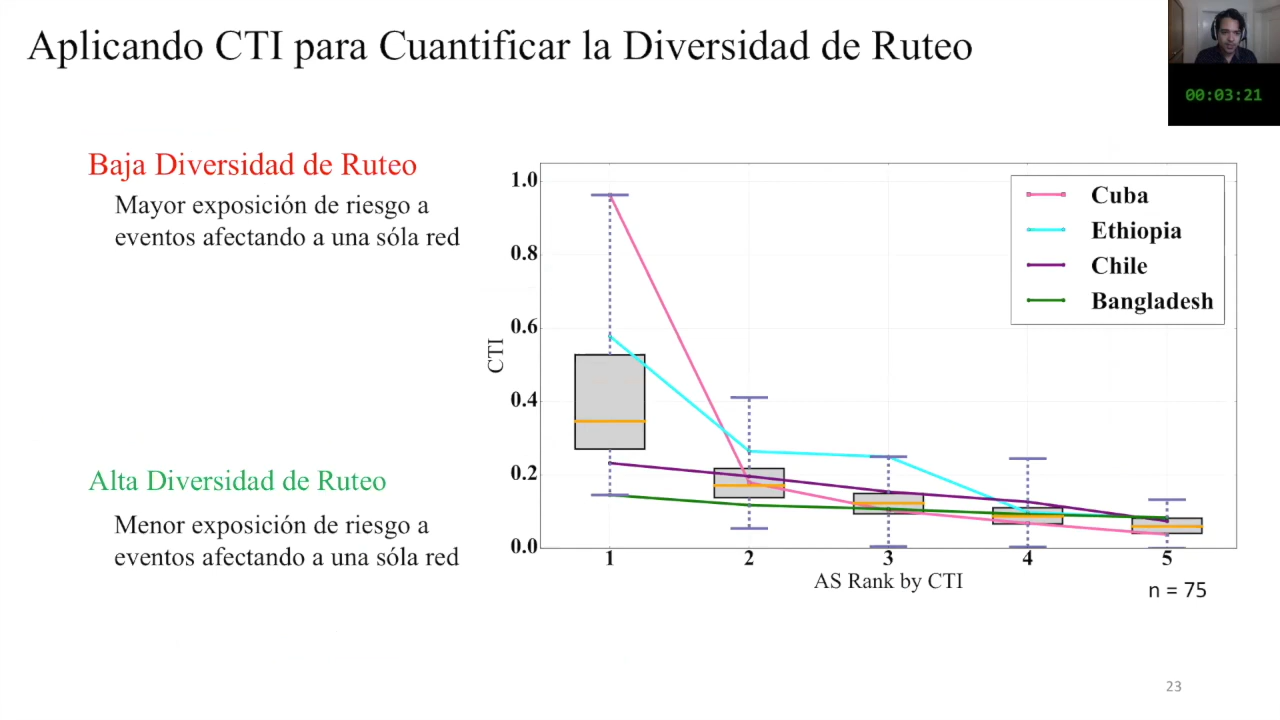 Aplicando CTI para Cuantificar la Diversidad de Ruteo
00:03:21
Baja Diversidad de Ruteo
Mayor exposición de riesgo a
eventos afectando a una sóla red
Alta Diversidad de Ruteo
Menor exposición de riesgo a
eventos afectando a una sóla red
CTI
1.0
0.8
0.6
0.4
0.2
0.0
Cuba
Ethiopia
Chile
Bangladesh
1 2 3 4 5
AS Rank by CTI
n = 75
23